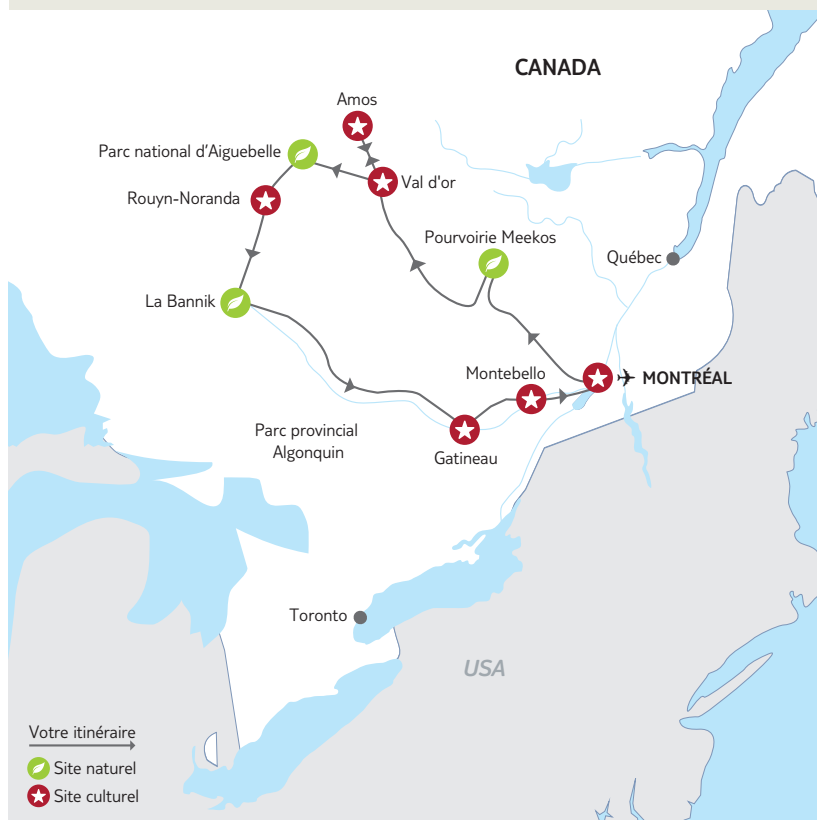 CANADA
Amos
Parc national d'Aiguebelle
Val d'or
Rouyn-Noranda
Pourvoirie Meekos
Québec
La Bannik
Montebello
MONTRÉAL
Parc provincial
Algonquin
Gatineau
Toronto
USA
Votre itinéraire
Site naturel
Site culturel